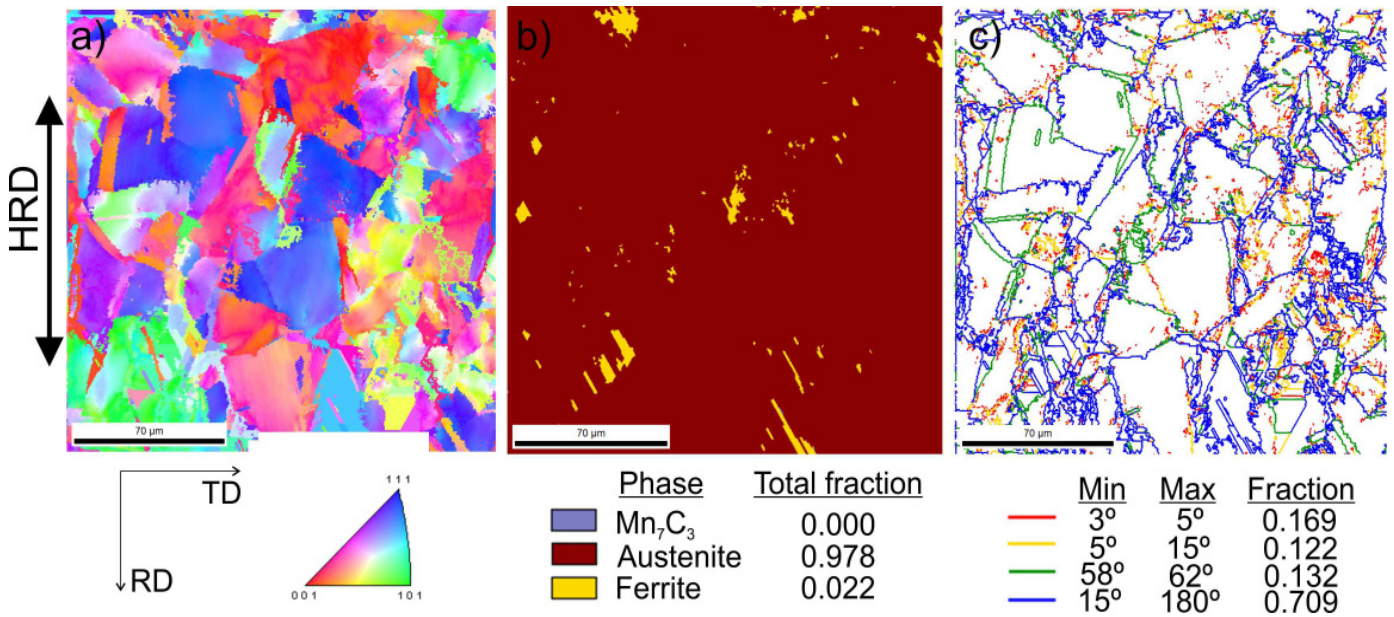 a)
b)
c)
HRD
70 µm
70 µm
70 µm
TD
RD
1 1 1
0 0 1
1 0 1
Phase Total fraction
Mn7C3 0.000
Austenite 0.978
Ferrite 0.022
Min Max Fraction
3º 5º 0.169
5º 15º 0.122
58º 62º 0.132
15º 180º 0.709